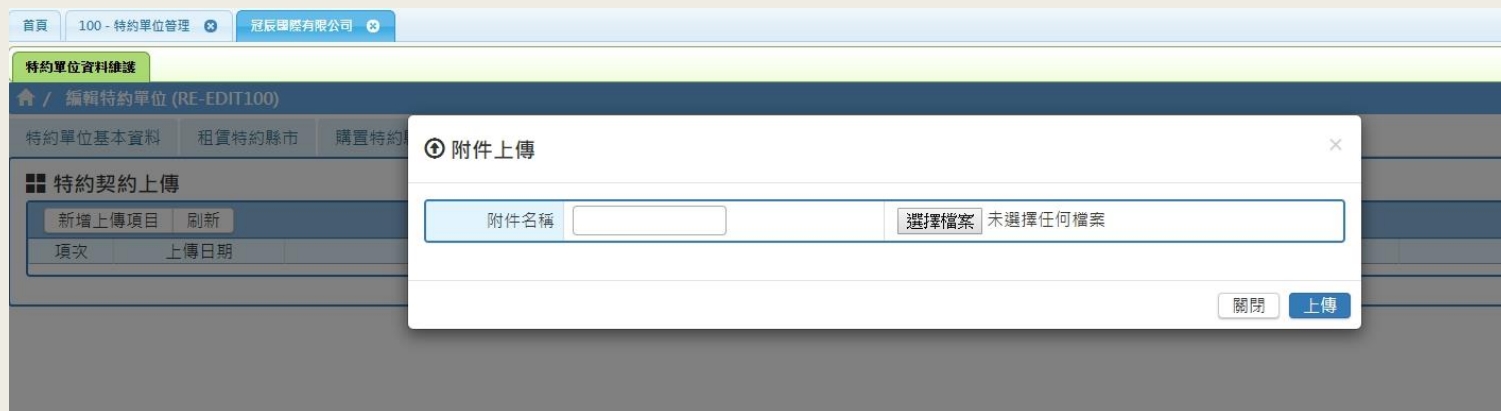 首頁 100 - 特約單位管理 冠辰國際有限公司
特約單位資料維護
/ 編輯特約單位 (RE-EDIT100)
特約單位基本資料 租賃特約縣市 購置特約
附件上傳
特約契約上傳
新增上傳項目 刷新
附件名稱 選擇檔案 未選擇任何檔案
項次 上傳日期
關閉 上傳